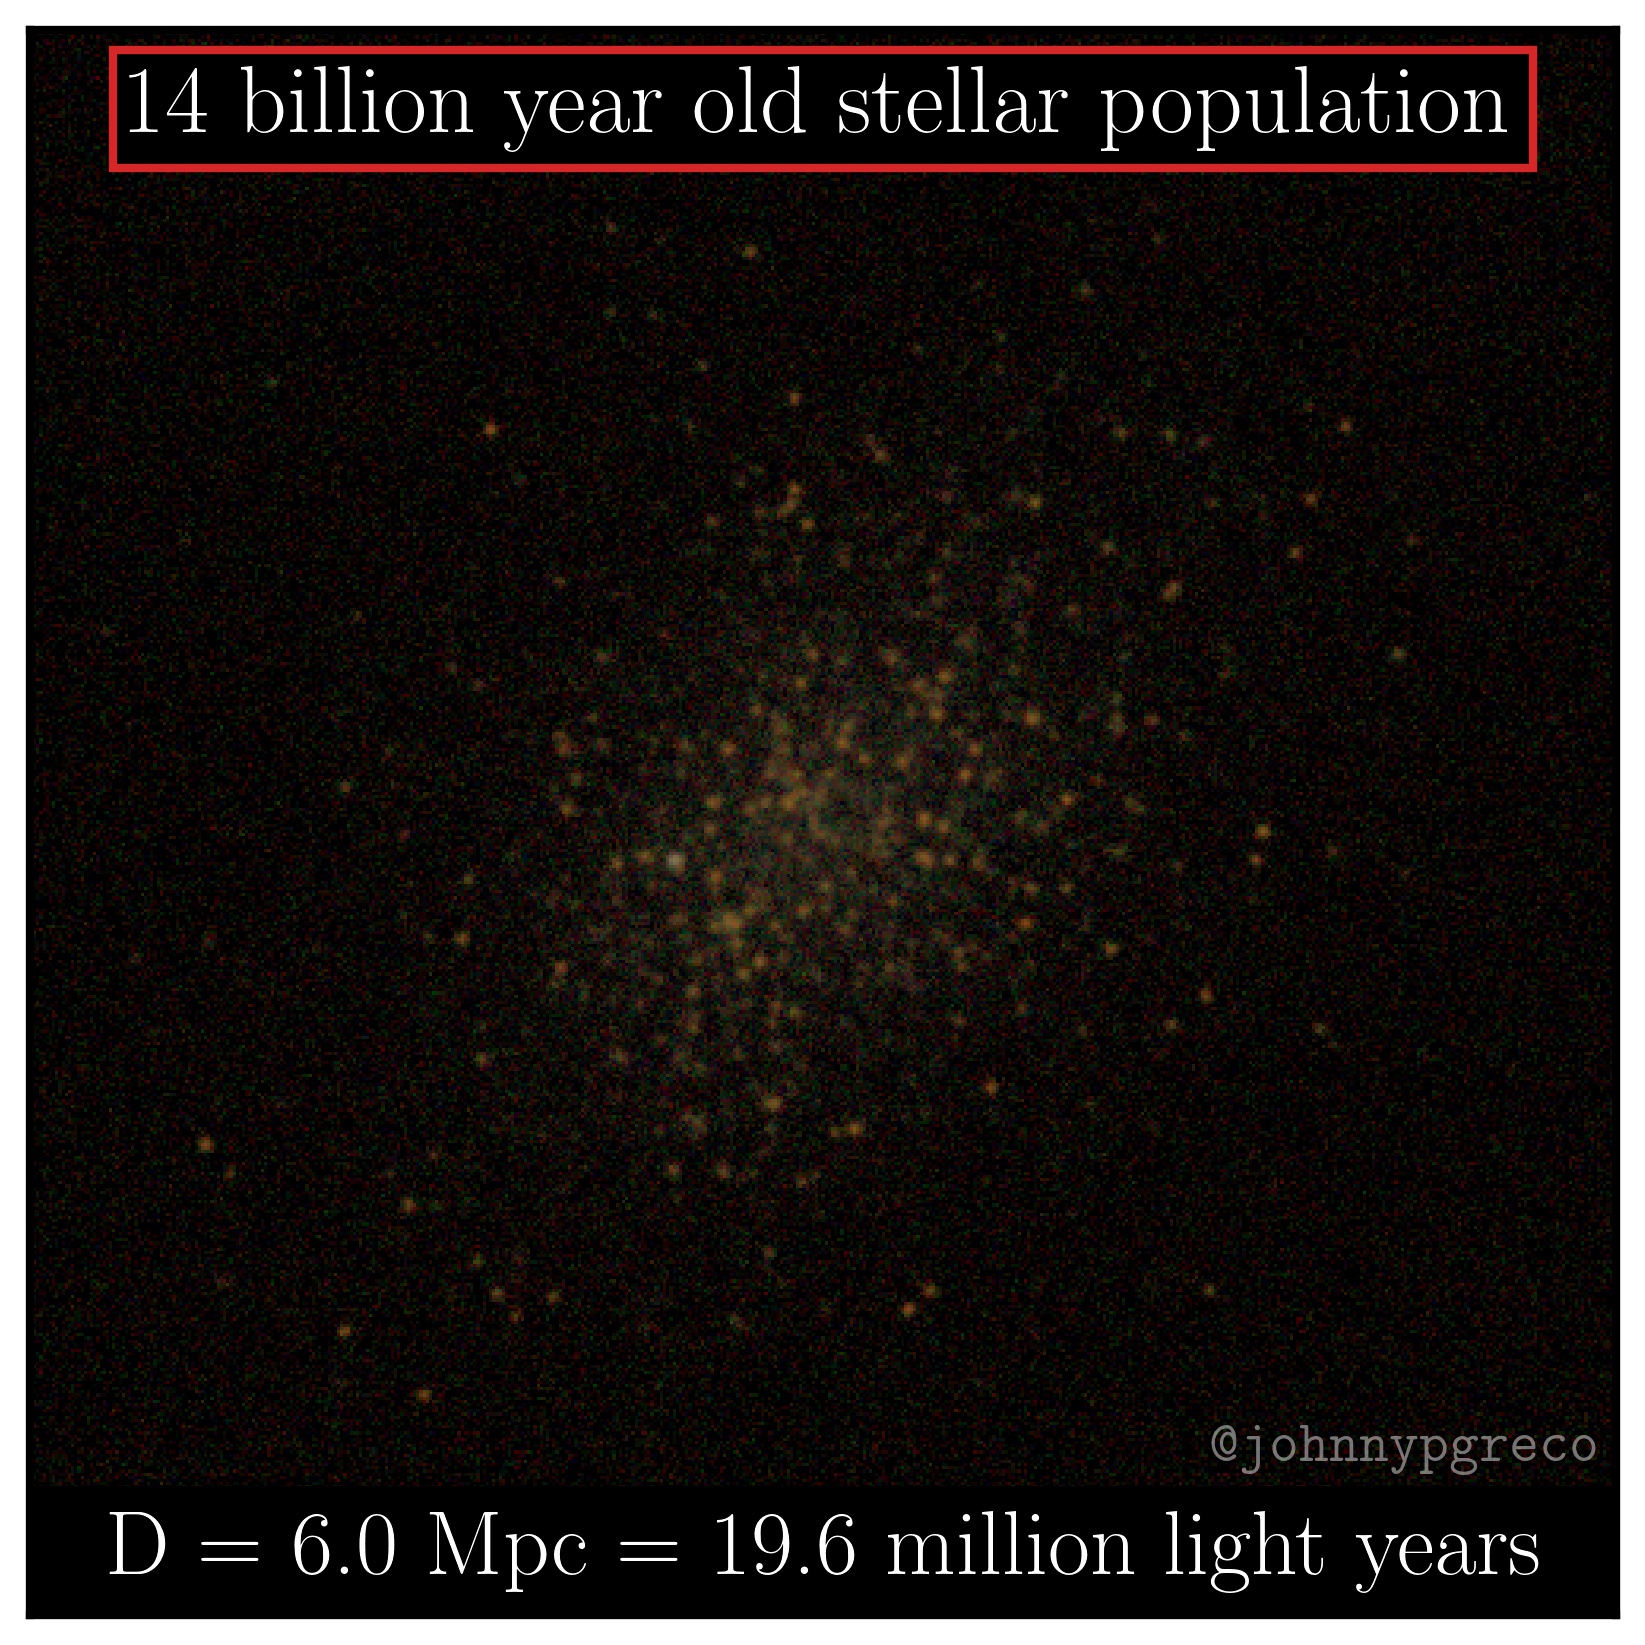 14 billion year old stellar population
@johnnypgreco
D = 6.0 Mpc = 19.6 million light years